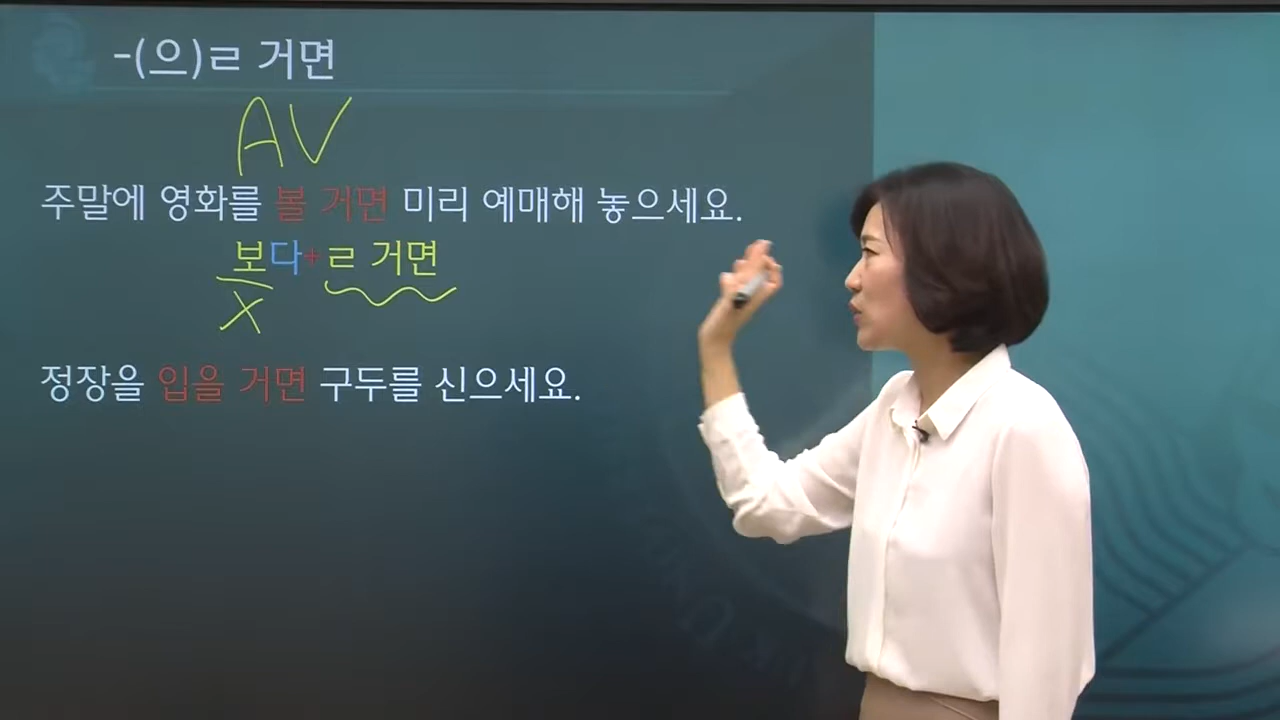 -(으)ㄹ 거면
AV
주말에 영화를 볼 거면 미리 예매해 놓으세요.
보다+ㄹ 거면
X
정장을 입을 거면 구두를 신으세요.